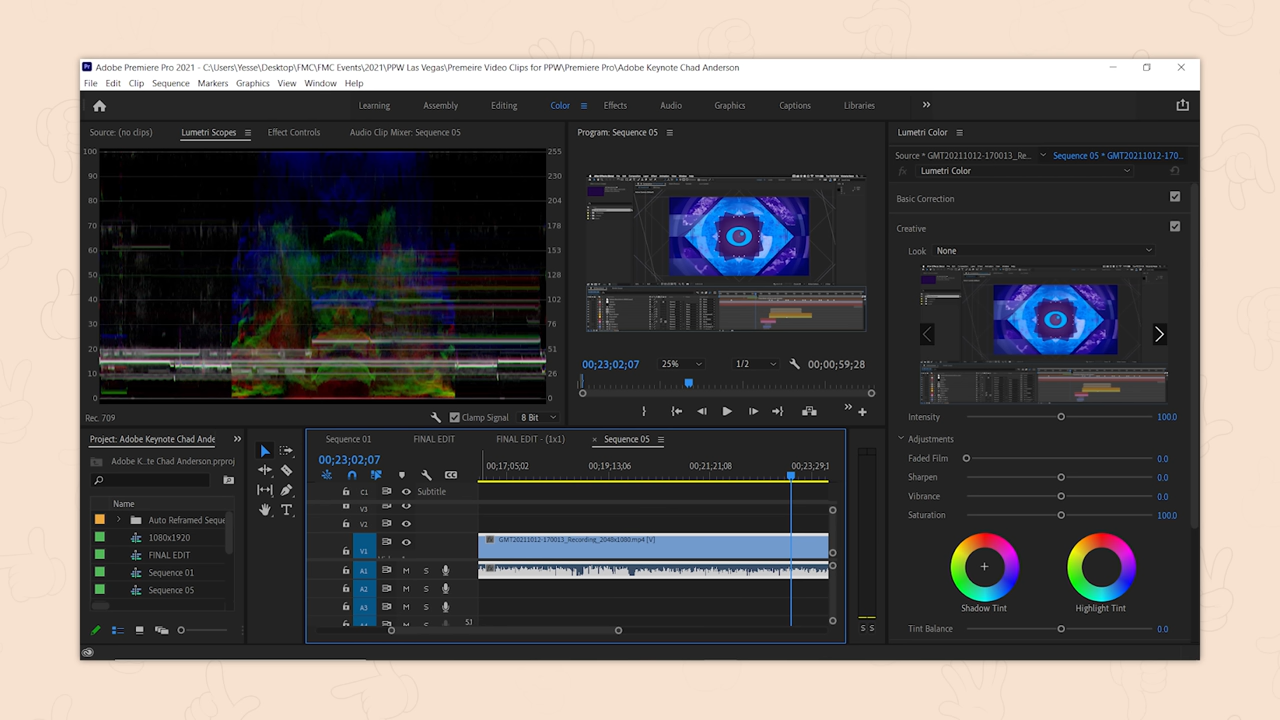 Adobe Premiere Pro 2021 - C:\Users\Yesse\Desktop\FMC\FMC Events\2021\PPW Las Vegas\Premeire Video Clips for PPW\Premiere Pro\Adobe Keynote Chad Anderson
File Edit Clip Sequence Markers Graphics View Window Help
Learning Assembly Editing Color Effects Audio Graphics Captions Libraries
Source: (no clips) Lumetri Scopes Effect Controls Audio Clip Mixer: Sequence 05
100 255
90 230
80 204
70 178
60 153
50 128
40 102
30 76
20 51
10 26
0 0
Rec. 709 Clamp Signal 8 Bit
Program: Sequence 05
00;23;02;07 25% 1/2 00;00;59;28
Lumetri Color
Source * GMT20211012-170013_Re... Sequence 05 * GMT20211012-170...
fx Lumetri Color
Basic Correction
Creative
Look None
Intensity 100.0
Adjustments
Faded Film 0.0
Sharpen 0.0
Vibrance 0.0
Saturation 100.0
Shadow Tint Highlight Tint
Tint Balance 0.0
Project: Adobe Keynote Chad Ande
Adobe K...te Chad Anderson.prproj
Name
Auto Reframed Seque
1080x1920
FINAL EDIT
Sequence 01
Sequence 05
Sequence 01 FINAL EDIT FINAL EDIT - (1x1) Sequence 05
00;23;02;07
00;17;05;02 00;19;13;06 00;21;21;08 00;23;29;1
C1 Subtitle
V3
V2
V1 GMT20211012-170013_Recording_2048x1080.mp4 [V]
A1 M S
A2 M S
A3 M S
S1
S S